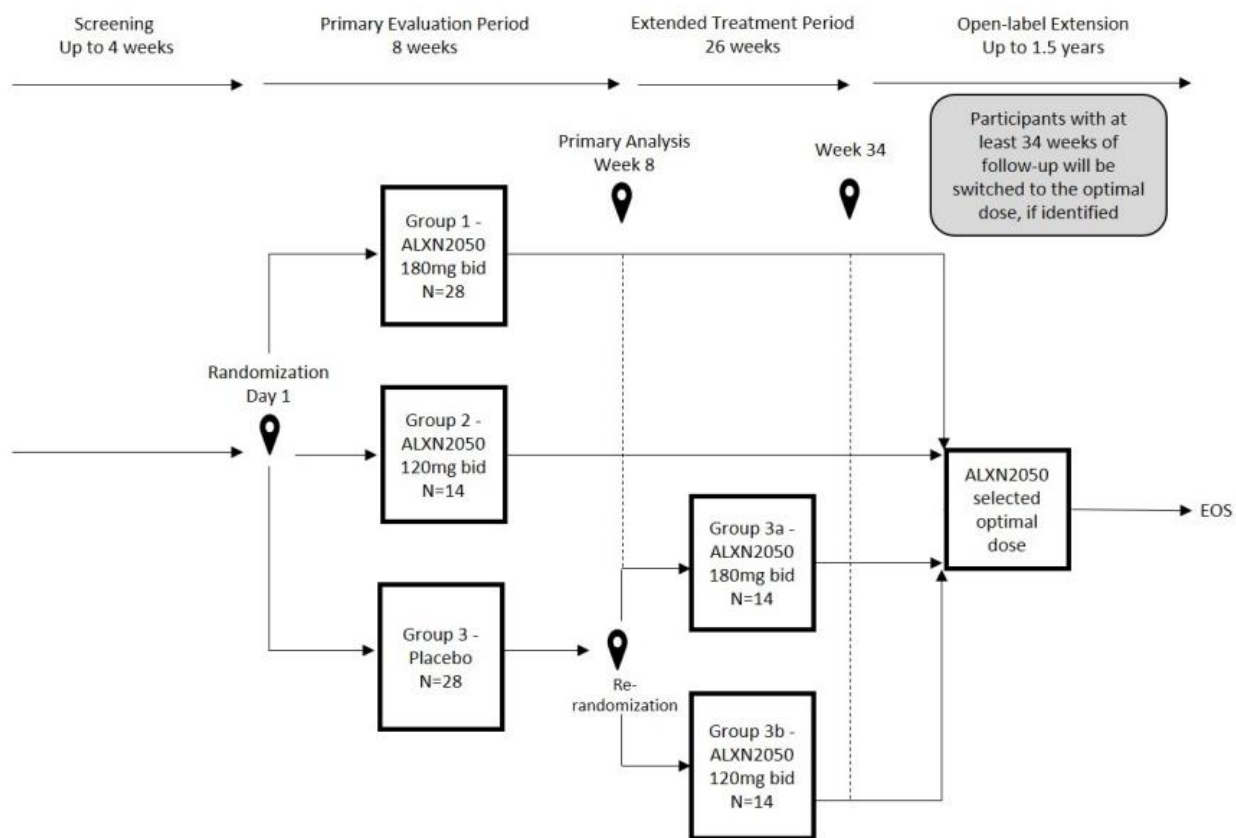 Screening
Up to 4 weeks
Primary Evaluation Period
8 weeks
Extended Treatment Period
26 weeks
Open-label Extension
Up to 1.5 years
Participants with at
least 34 weeks of
follow-up will be
switched to the optimal
dose, if identified
Primary Analysis
Week 8
Week 34
Group 1 -
ALXN2050
180mg bid
N=28
Randomization
Day 1
Group 2 -
ALXN2050
120mg bid
N=14
ALXN2050
selected
optimal
dose
EOS
Group 3a -
ALXN2050
180mg bid
N=14
Group 3 -
Placebo
N=28
Re-
randomization
Group 3b -
ALXN2050
120mg bid
N=14